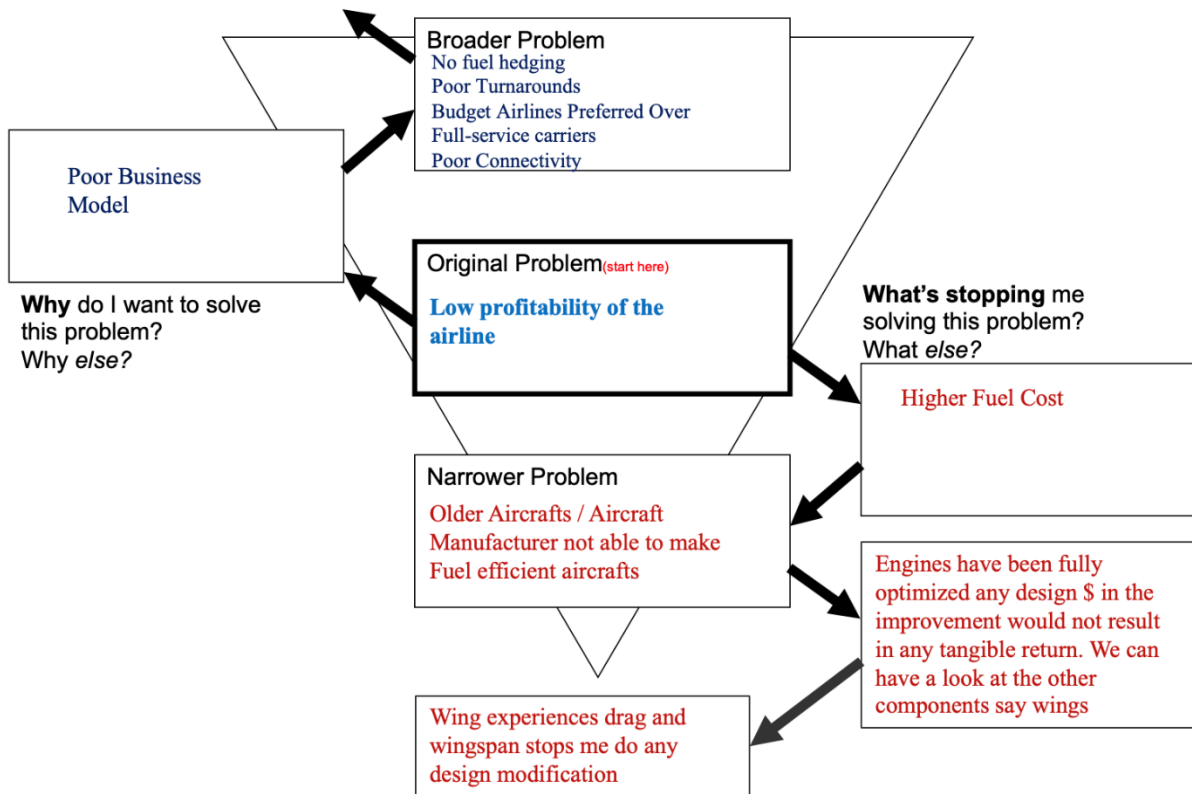 Broader Problem
No fuel hedging
Poor Turnarounds
Budget Airlines Preferred Over
Full-service carriers
Poor Connectivity
Poor Business
Model
Original Problem(start here)
Low profitability of the
airline
Why do I want to solve
this problem?
Why else?
What's stopping me
solving this problem?
What else?
Higher Fuel Cost
Narrower Problem
Older Aircrafts / Aircraft
Manufacturer not able to make
Fuel efficient aircrafts
Engines have been fully
optimized any design $ in the
improvement would not result
in any tangible return. We can
have a look at the other
components say wings
Wing experiences drag and
wingspan stops me do any
design modification